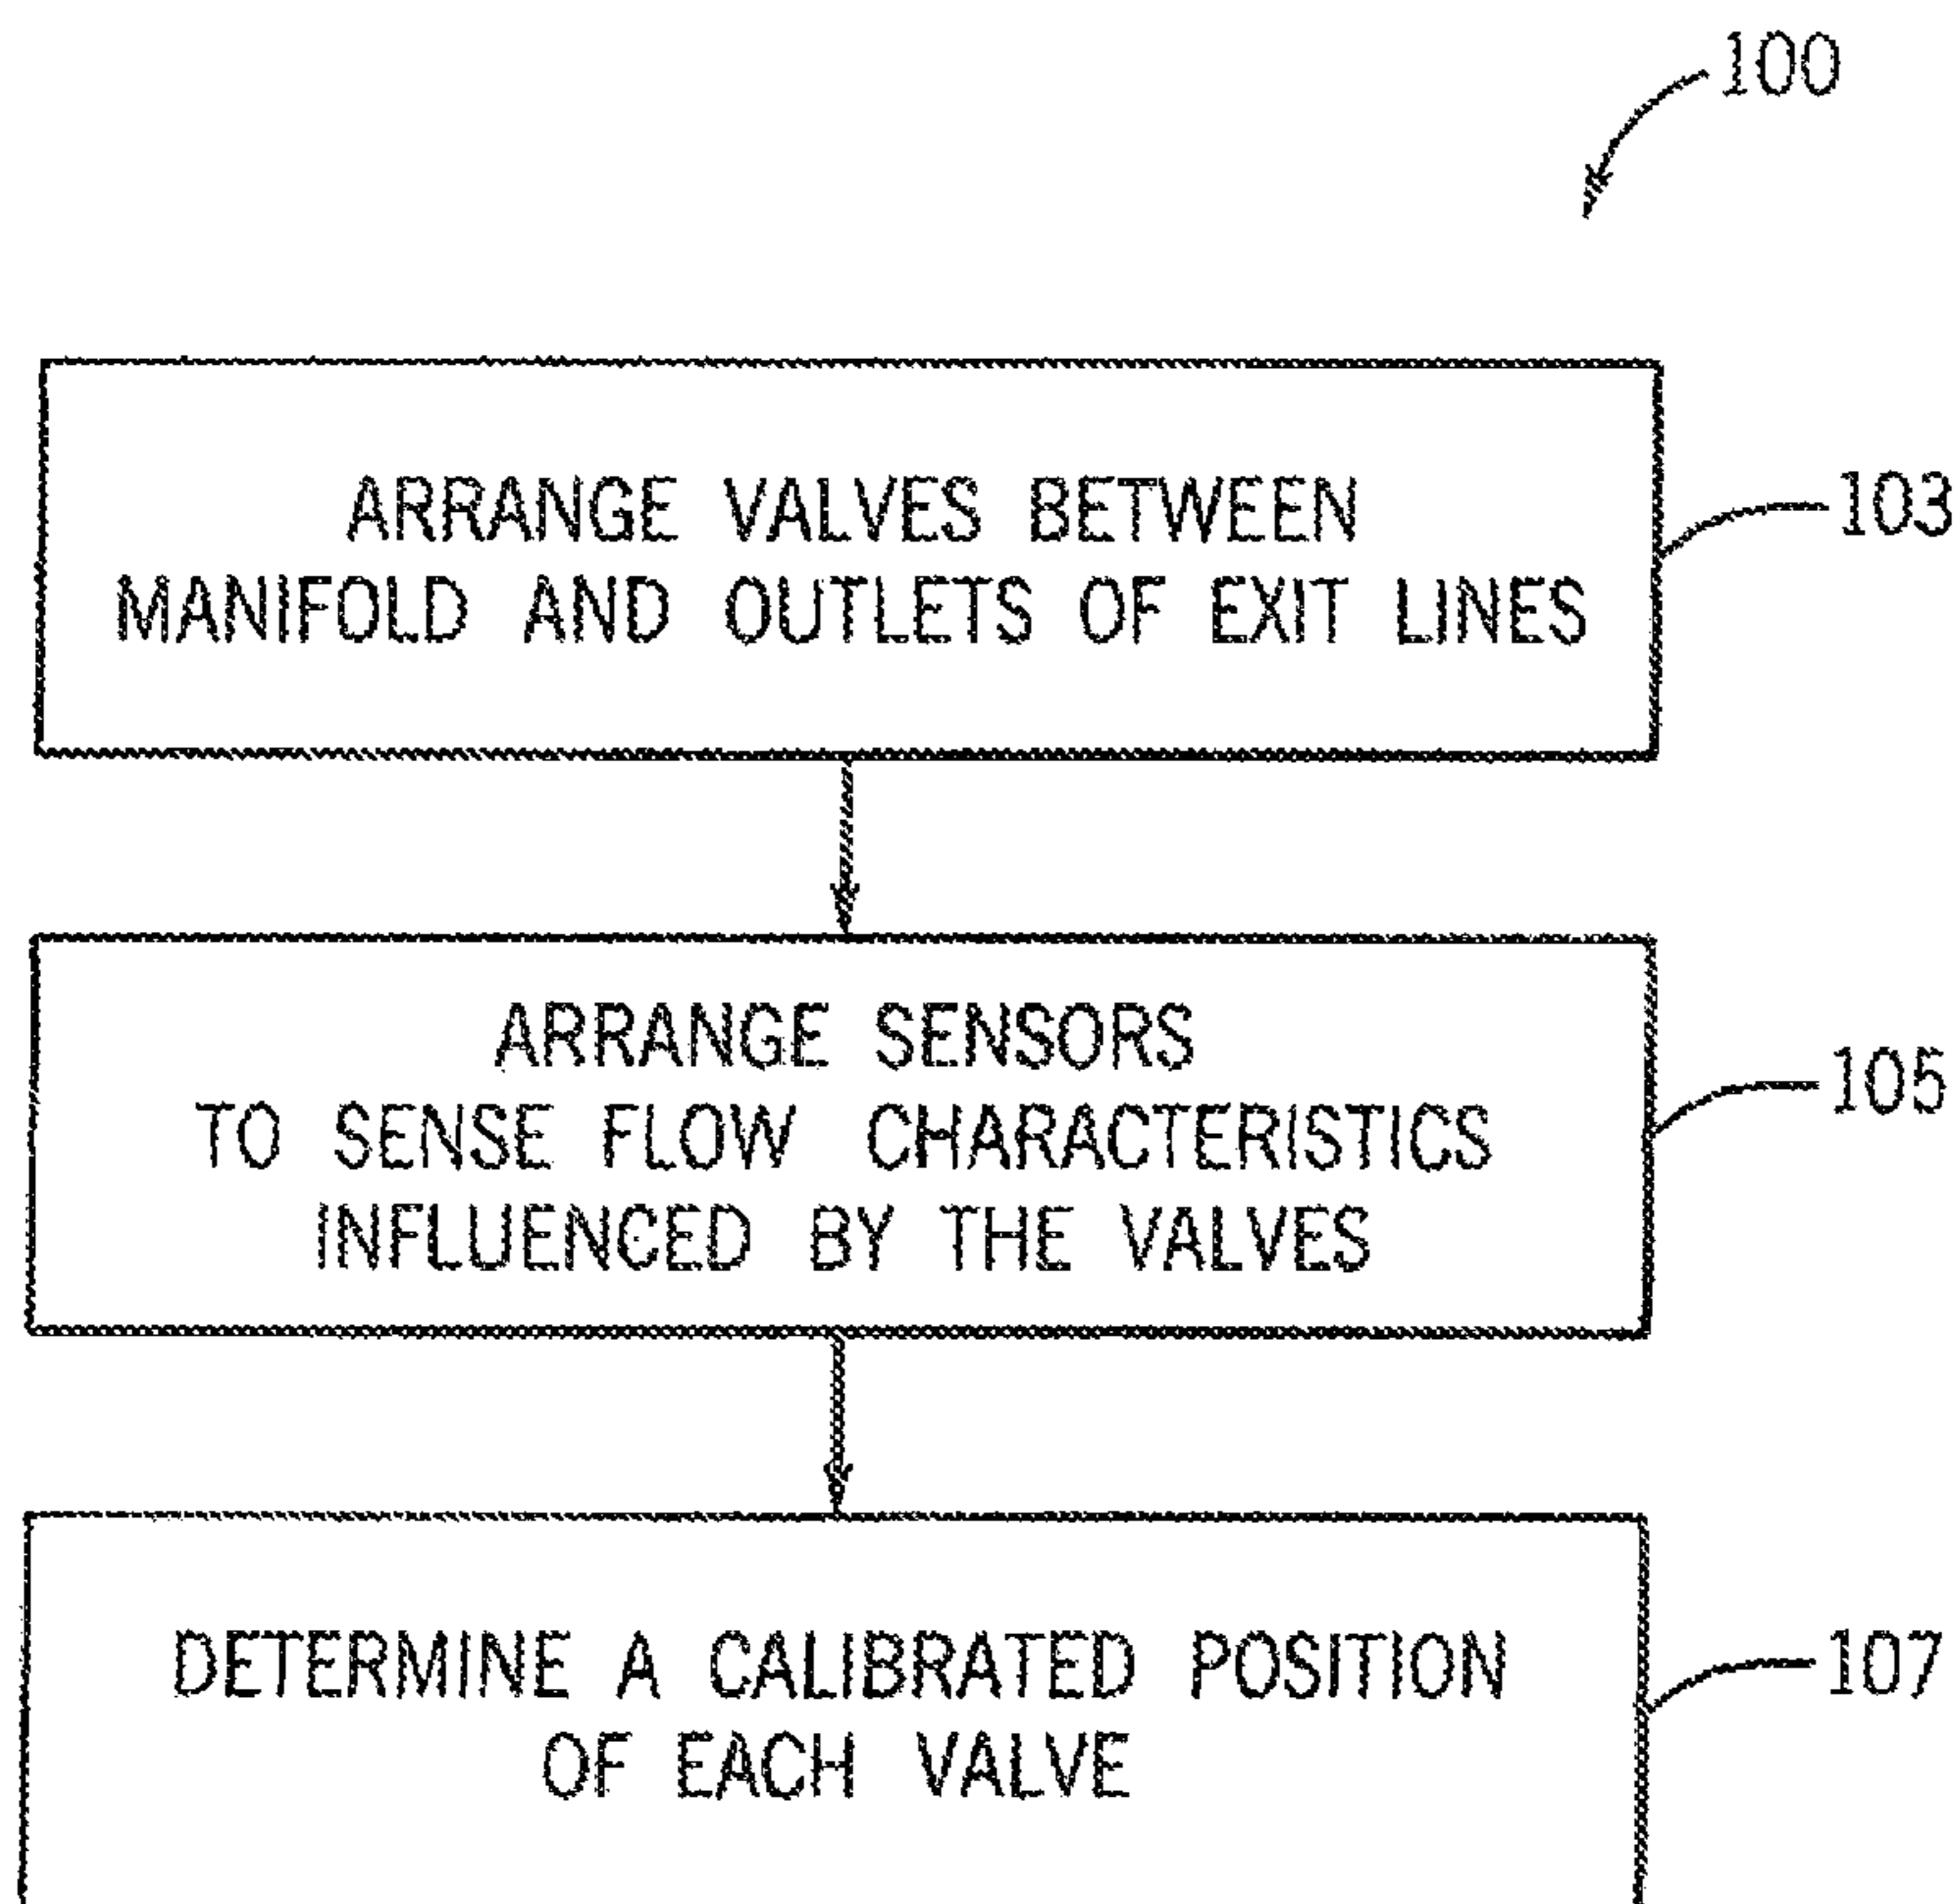 100
ARRANGE VALVES BETWEEN
MANIFOLD AND OUTLETS OF EXIT LINES
103
ARRANGE SENSORS
TO SENSE FLOW CHARACTERISTICS
INFLUENCED BY THE VALVES
105
DETERMINE A CALIBRATED POSITION
OF EACH VALVE
107